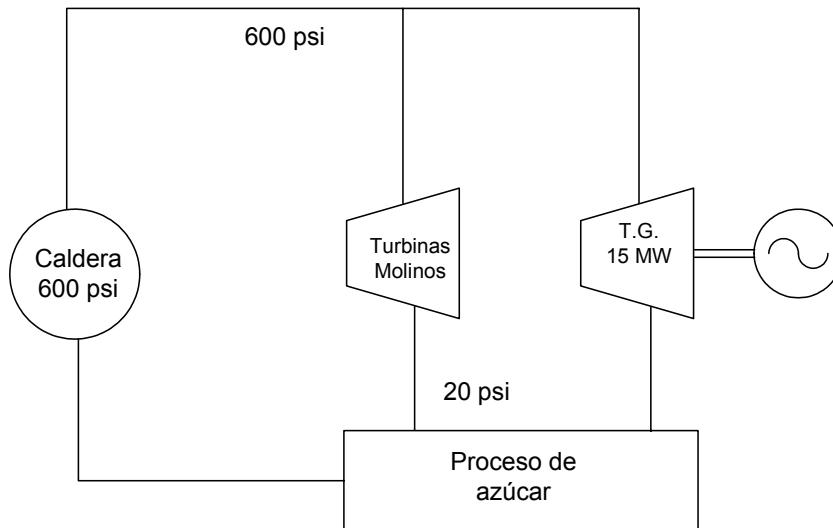 600 psi
Caldera
600 psi
Turbinas
Molinos
T.G.
15 MW
20 psi
Proceso de
azúcar